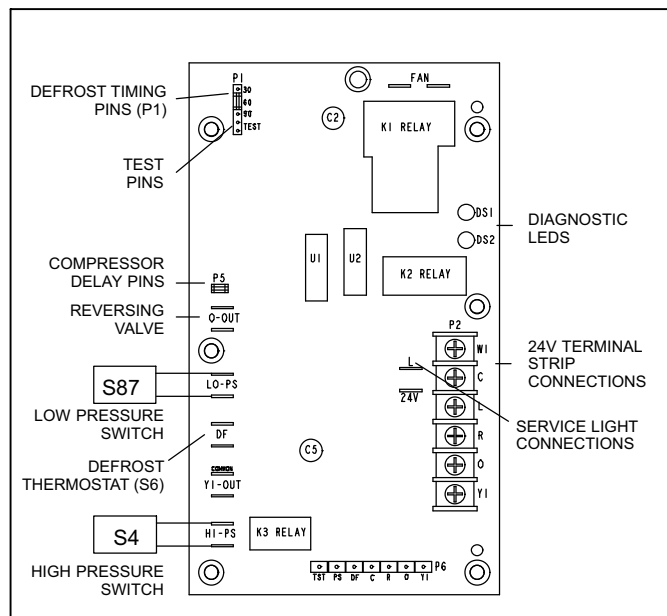 DEFROST TIMING
PINS (P1)
TEST
PINS
COMPRESSOR
DELAY PINS
REVERSING
VALVE
S87
LOW PRESSURE
SWITCH
DEFROST
THERMOSTAT (S6)
S4
HIGH PRESSURE
SWITCH
P1
30
60
90
TEST
FAN
C2
K1 RELAY
DS1
DS2
U1
U2
K2 RELAY
P5
O-OUT
LO-PS
DF
COMMON
Y1-OUT
HI-PS
K3 RELAY
C5
L
24V
P2
W1
C
L
R
O
Y1
TST
PS
DF
C
R
O
Y1
P6
DIAGNOSTIC
LEDS
24V TERMINAL
STRIP
CONNECTIONS
SERVICE LIGHT
CONNECTIONS